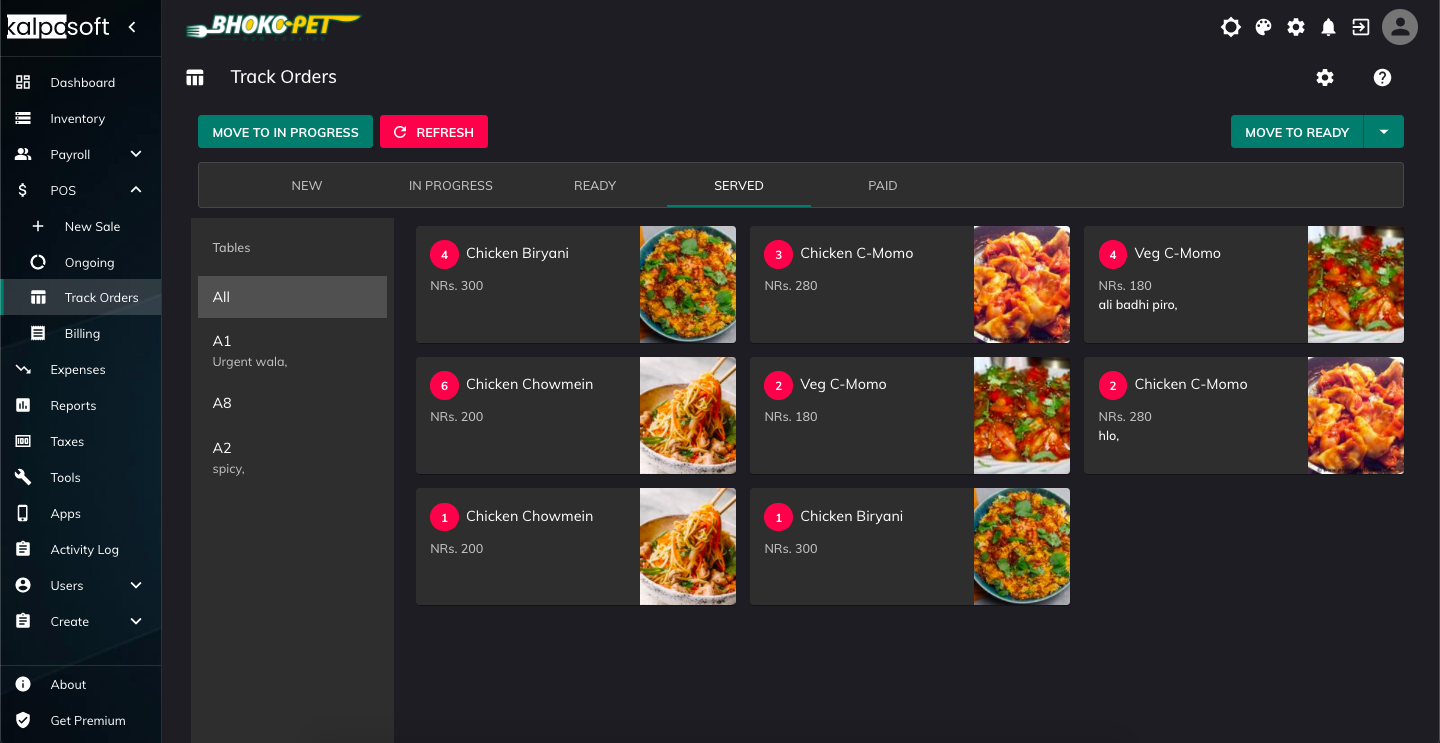 kalpasoft
BHOKO-PET
Track Orders
Dashboard
Inventory
Payroll
POS
New Sale
Ongoing
Track Orders
Billing
Expenses
Reports
Taxes
Tools
Apps
Activity Log
Users
Create
About
Get Premium
MOVE TO IN PROGRESS
REFRESH
MOVE TO READY
NEW
IN PROGRESS
READY
SERVED
PAID
Tables
All
A1
Urgent wala,
A8
A2
spicy,
4 Chicken Biryani
NRs. 300
3 Chicken C-Momo
NRs. 280
4 Veg C-Momo
NRs. 180
ali badhi piro,
6 Chicken Chowmein
NRs. 200
2 Veg C-Momo
NRs. 180
2 Chicken C-Momo
NRs. 280
hlo,
1 Chicken Chowmein
NRs. 200
1 Chicken Biryani
NRs. 300